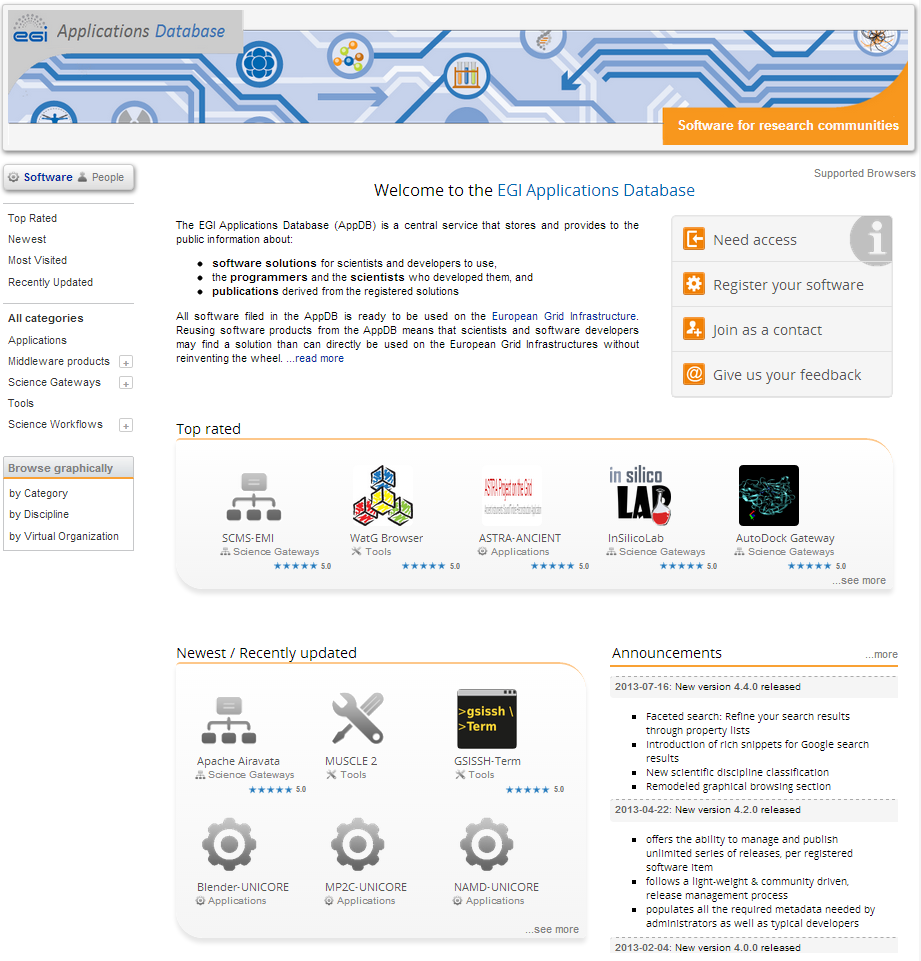 EGI Applications Database
Software for research communities
Software People
Supported Browsers
Top Rated
Newest
Most Visited
Recently Updated
All categories
Applications
Middleware products +
Science Gateways +
Tools
Science Workflows +
Browse graphically
by Category
by Discipline
by Virtual Organization
Welcome to the EGI Applications Database
The EGI Applications Database (AppDB) is a central service that stores and provides to the
public information about:
• software solutions for scientists and developers to use,
• the programmers and the scientists who developed them, and
• publications derived from the registered solutions
All software filed in the AppDB is ready to be used on the European Grid Infrastructure.
Reusing software products from the AppDB means that scientists and software developers
may find a solution than can directly be used on the European Grid Infrastructures without
reinventing the wheel. ...read more
Need access
Register your software
Join as a contact
@ Give us your feedback
Top rated
ASTRA Project on the Grid
in silico
LAB
SCMS-EMI
Science Gateways
5.0
WatG Browser
Tools
5.0
ASTRA-ANCIENT
Applications
5.0
InSilicoLab
Science Gateways
5.0
AutoDock Gateway
Science Gateways
5.0
...see more
Newest / Recently updated
>gsissh \
>Term
Apache Airavata
Science Gateways
5.0
MUSCLE 2
Tools
GSISSH-Term
Tools
5.0
Blender-UNICORE
Applications
MP2C-UNICORE
Applications
NAMD-UNICORE
Applications
...see more
Announcements
...more
2013-07-16: New version 4.4.0 released
Faceted search: Refine your search results
through property lists
Introduction of rich snippets for Google search
results
New scientific discipline classification
Remodeled graphical browsing section
2013-04-22: New version 4.2.0 released
offers the ability to manage and publish
unlimited series of releases, per registered
software item
follows a light-weight & community driven,
release management process
populates all the required metadata needed by
administrators as well as typical developers
2013-02-04: New version 4.0.0 released